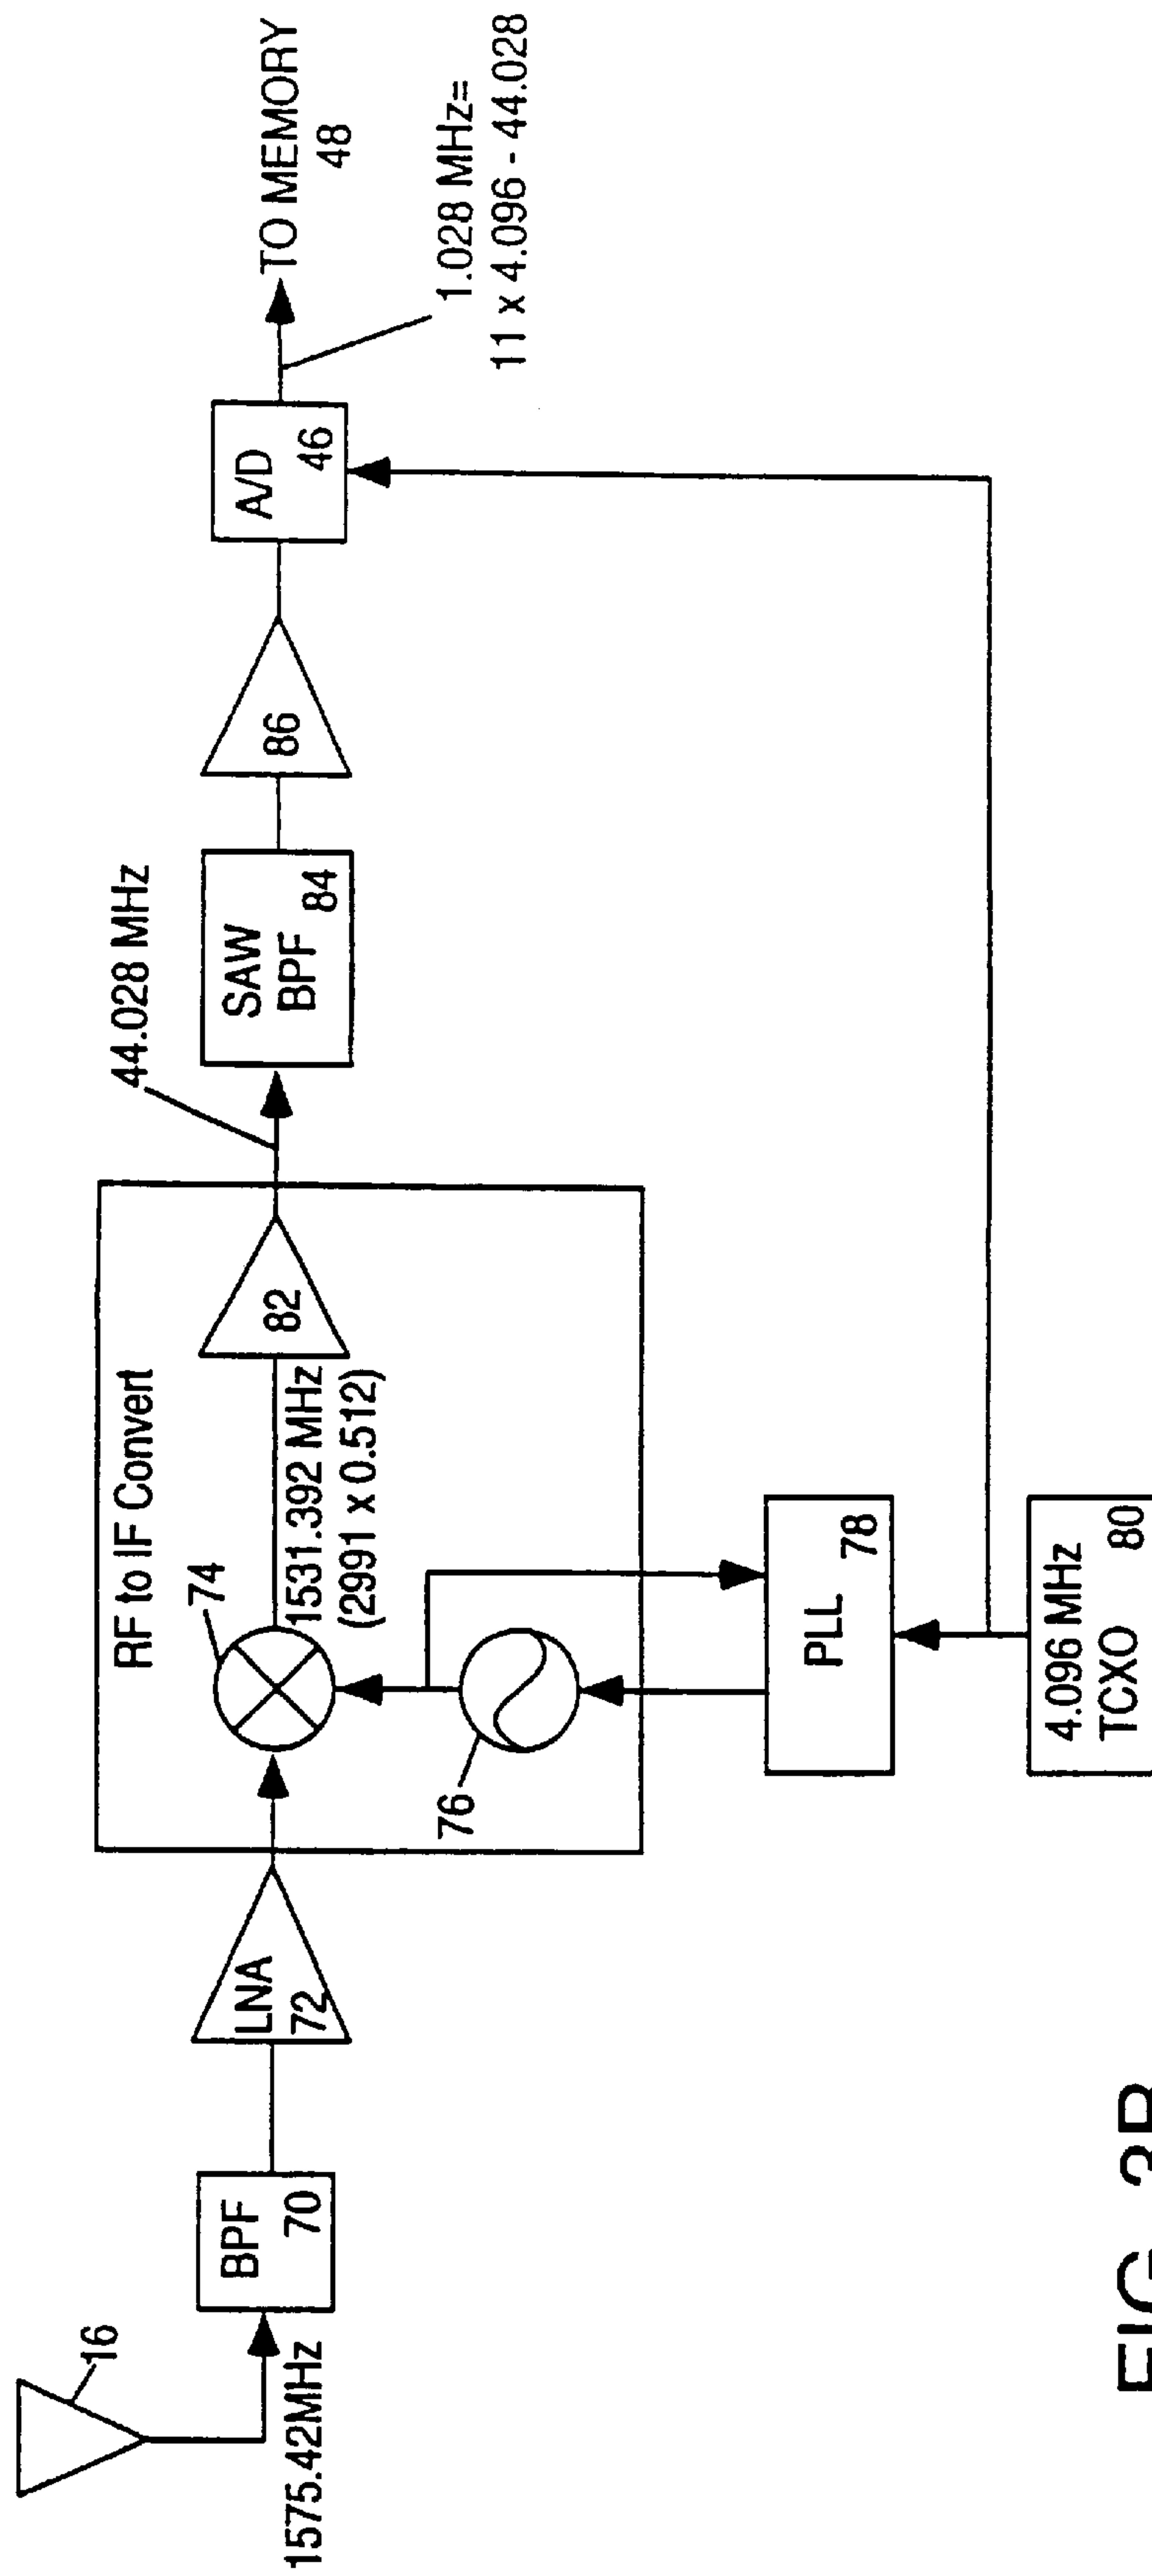 16
1575.42MHz
BPF
70
LNA
72
RF to IF Convert
74
76
1531.392 MHz
(2991 x 0.512)
82
44.028 MHz
SAW
BPF
84
86
A/D
46
TO MEMORY
48
1.028 MHz=
11 x 4.096 - 44.028
PLL
78
4.096 MHz
TCXO
80
FIG. 3B